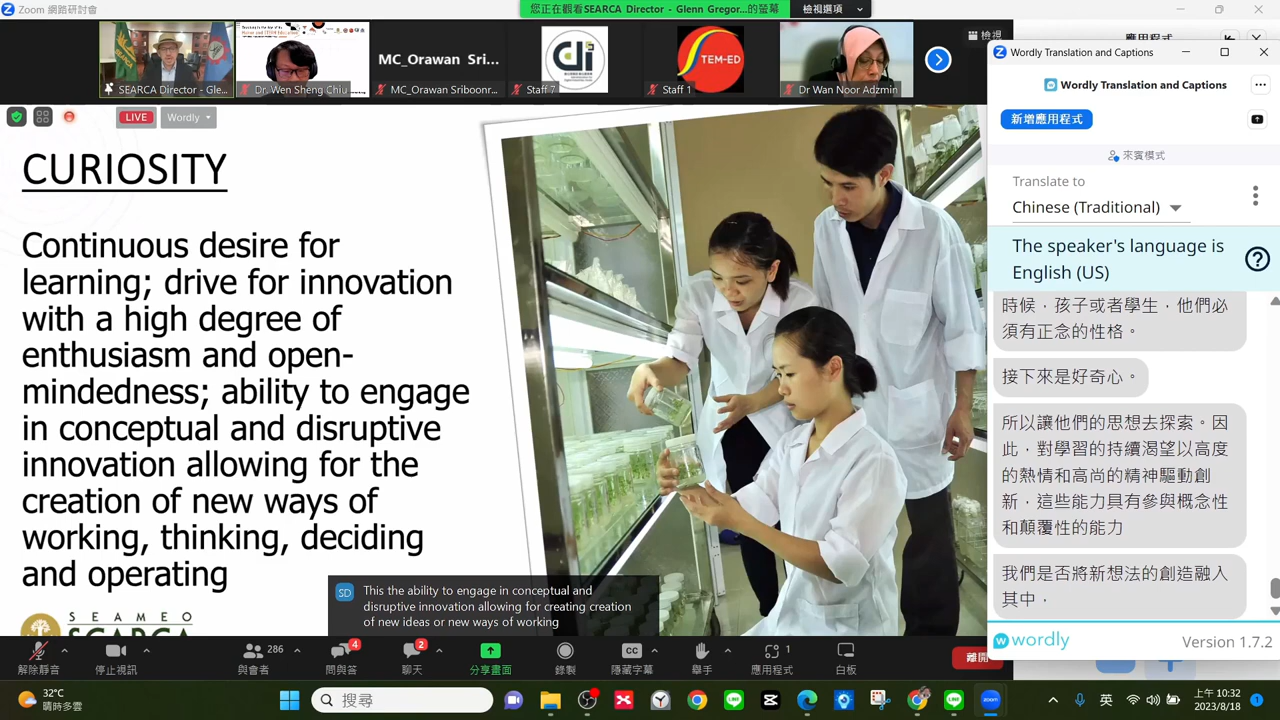 Zoom 網路研討會
您正在觀看SEARCA Director - Glenn Gregor...的螢幕
檢視選項
檢視
SEARCA Director - Gle...
Dr. Wen Sheng Chiu
MC_Orawan Sri...
MC_Orawan Sriboonr...
Staff 7
TEM-ED
Staff 1
Dr Wan Noor Adzmin
LIVE
Wordly
CURIOSITY
Continuous desire for
learning; drive for innovation
with a high degree of
enthusiasm and open-
mindedness; ability to engage
in conceptual and disruptive
innovation allowing for the
creation of new ways of
working, thinking, deciding
and operating
SEAMEO
SEARCA
SD
This the ability to engage in conceptual and
disruptive innovation allowing for creating creation
of new ideas or new ways of working
Wordly Translation and Captions
Wordly Translation and Captions
新增應用程式
來賓模式
Translate to
Chinese (Traditional)
The speaker's language is
English (US)
時候，孩子或者學生，他們必
須有正念的性格。
接下來是好奇心。
所以讓他們的思想去探索。因
此，對學習的持續渴望以高度
的熱情和高度的精神驅動創
新，這些能力具有參與概念性
和顛覆性的能力
我們是否將新想法的創造融入
其中，
wordly
Version 1.7.2
解除靜音
停止視訊
286
與會者
4
問與答
2
聊天
分享畫面
錄製
CC
隱藏字幕
舉手
1
應用程式
白板
離開
32°C
晴時多雲
搜尋
zoom
英
上午 10:32
2023/8/18
1